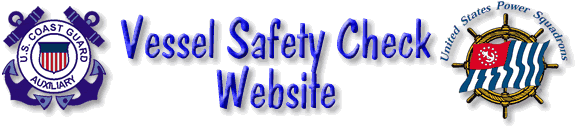 U.S. COAST GUARD
AUXILIARY
Vessel Safety Check
Website
United States Power Squadrons